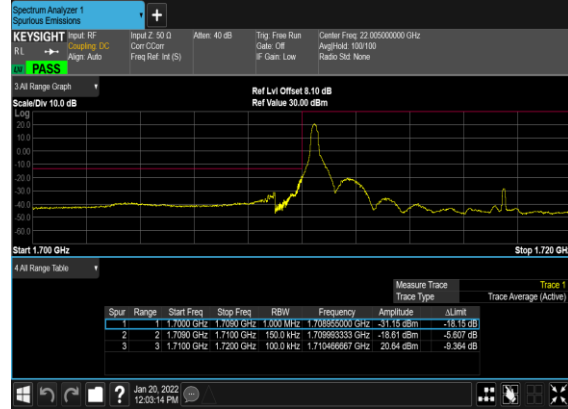 Spectrum Analyzer 1
Spurious Emissions
KEYSIGHT Input: RF Input Z: 50 Ω Atten: 40 dB Trig: Free Run Center Freq: 22.005000000 GHz
RL Coupling: DC Corr CCorr Gate: Off Avg|Hold: 100/100
Align: Auto Freq Ref: Int (S) IF Gain: Low Radio Std: None
PASS
3 All Range Graph
Ref Lvl Offset 8.10 dB
Scale/Div 10.0 dB Ref Value 30.00 dBm
Log
20.0
10.0
0.00
-10.0
-20.0
-30.0
-40.0
-50.0
-60.0
Start 1.700 GHz Stop 1.720 GHz
4 All Range Table
Measure Trace Trace 1
Trace Type Trace Average (Active)
Spur Range Start Freq Stop Freq RBW Frequency Amplitude ΔLimit
1 1 1.7000 GHz 1.7090 GHz 1.000 MHz 1.708955000 GHz -31.15 dBm -18.15 dB
2 2 1.7090 GHz 1.7100 GHz 150.0 kHz 1.709993333 GHz -18.61 dBm -5.607 dB
3 3 1.7100 GHz 1.7200 GHz 100.0 kHz 1.710466667 GHz 20.64 dBm -9.364 dB
Jan 20, 2022
12:03:14 PM